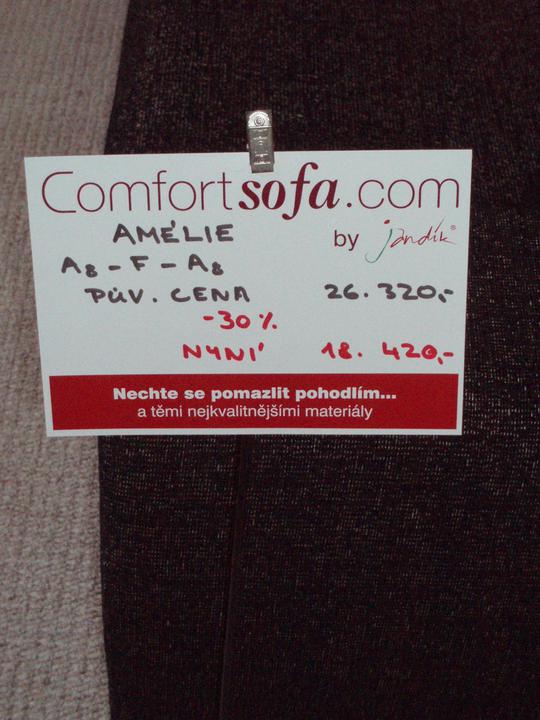 Comfortsofa.com
by jandík®
AMÉLIE
A8 - F - A8
PŮV. CENA 26.320,-
-30%
NYNÍ 18. 420,-
Nechte se pomazlit pohodlím...
a těmi nejkvalitnějšími materiály